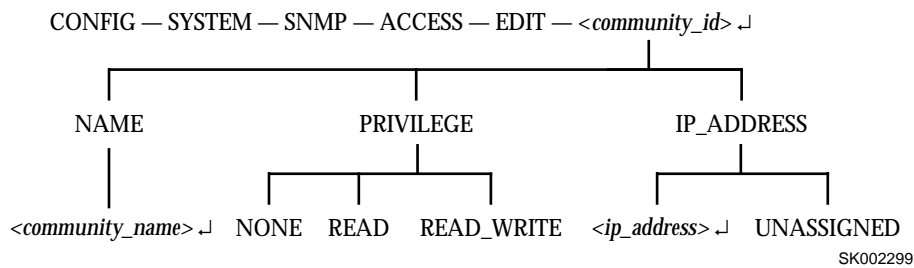 CONFIG — SYSTEM — SNMP — ACCESS — EDIT — <community_id> ↵
NAME PRIVILEGE IP_ADDRESS
<community_name> ↵ NONE READ READ_WRITE <ip_address> ↵ UNASSIGNED
SK002299